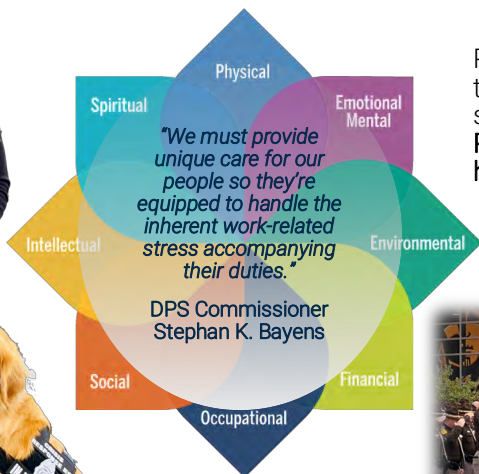 Physical
Spiritual
Emotional
Mental
"We must provide
unique care for our
people so they're
equipped to handle the
inherent work-related
stress accompanying
their duties."
DPS Commissioner
Stephan K. Bayens
Intellectual
Environmental
Social
Financial
Occupational